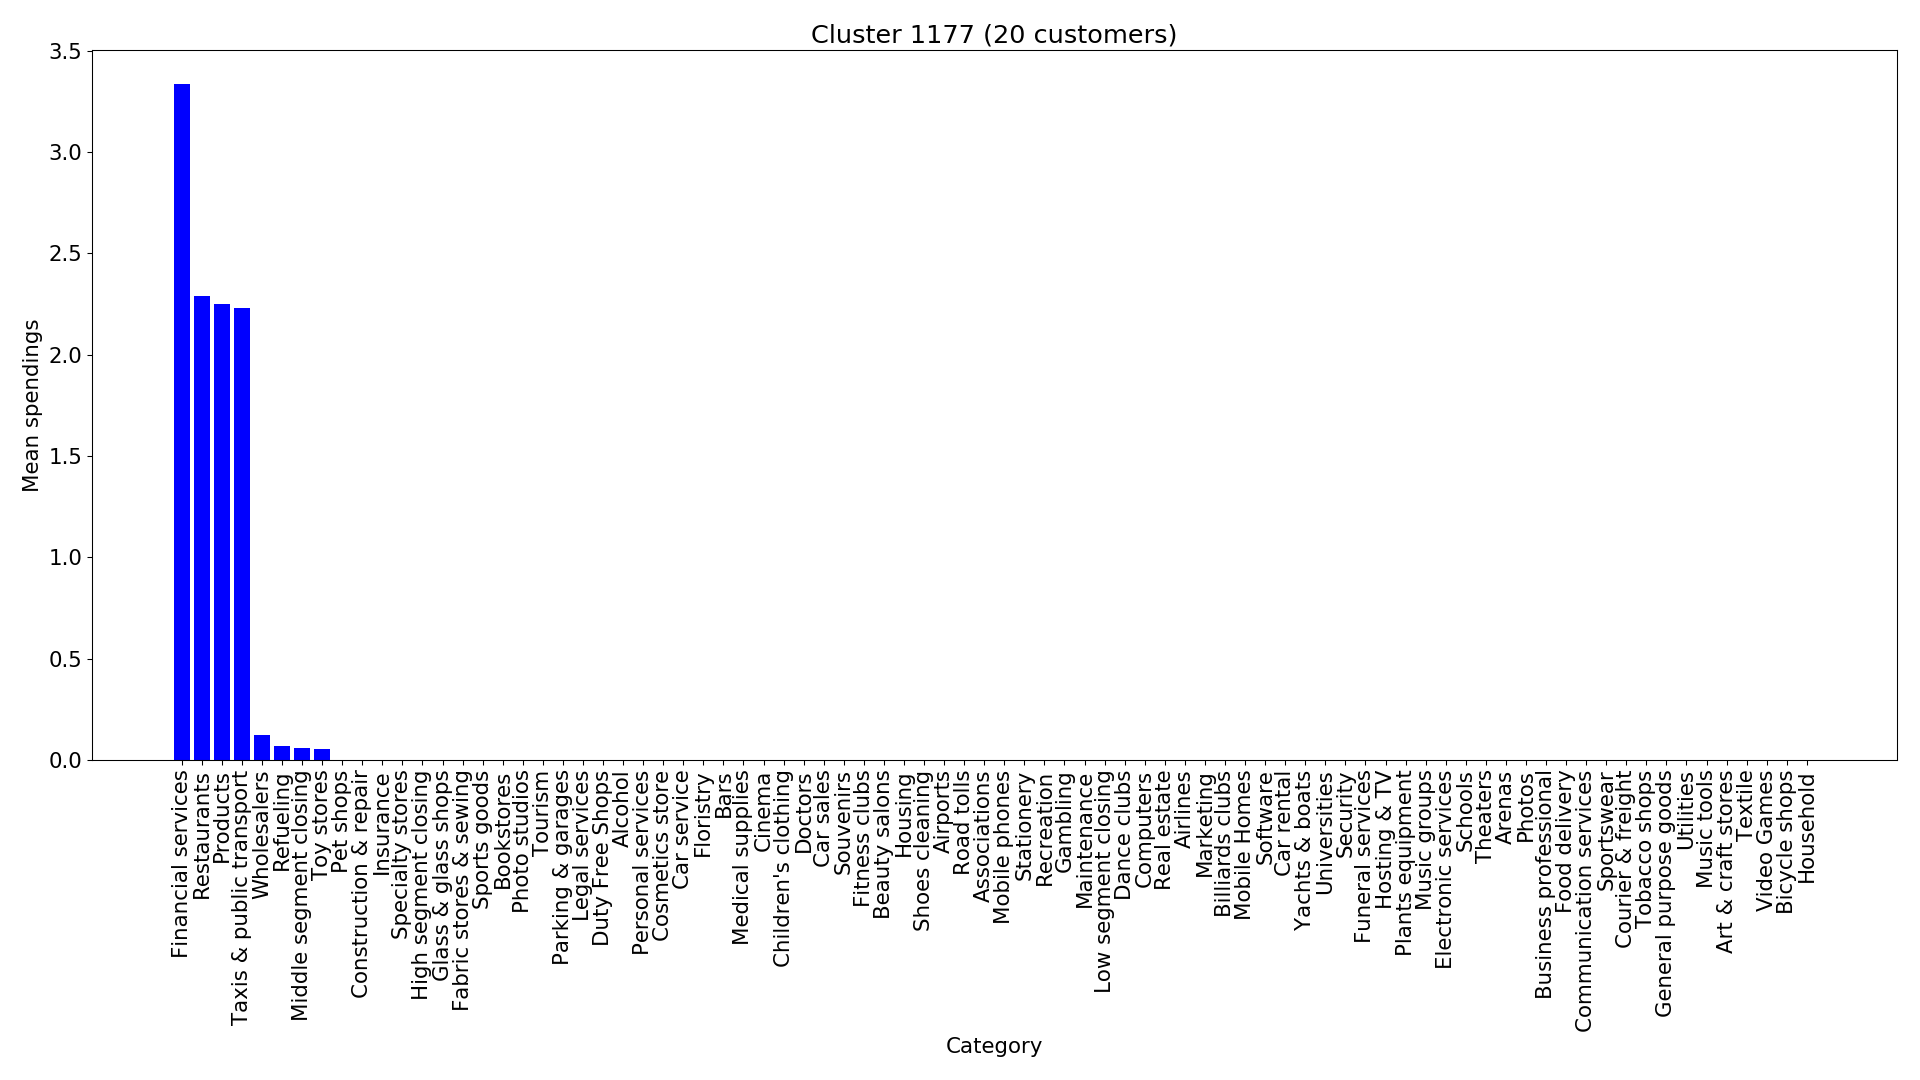 Cluster 1177 (20 customers)
3.5
3.0
2.5
2.0
1.5
1.0
0.5
0.0
Mean spendings
Financial services
Restaurants
Products
Taxis & public transport
Wholesalers
Refueling
Middle segment closing
Toy stores
Pet shops
Construction & repair
Insurance
Specialty stores
High segment closing
Glass & glass shops
Fabric stores & sewing
Sports goods
Bookstores
Photo studios
Tourism
Parking & garages
Legal services
Duty Free Shops
Alcohol
Personal services
Cosmetics store
Car service
Floristry
Bars
Medical supplies
Cinema
Children's clothing
Doctors
Car sales
Souvenirs
Fitness clubs
Beauty salons
Housing
Shoes cleaning
Airports
Road tolls
Associations
Mobile phones
Stationery
Recreation
Gambling
Maintenance
Low segment closing
Dance clubs
Computers
Real estate
Airlines
Marketing
Billiards clubs
Mobile Homes
Software
Car rental
Yachts & boats
Universities
Security
Funeral services
Hosting & TV
Plants equipment
Music groups
Electronic services
Schools
Theaters
Arenas
Photos
Business professional
Food delivery
Communication services
Sportswear
Courier & freight
Tobacco shops
General purpose goods
Utilities
Music tools
Art & craft stores
Textile
Video Games
Bicycle shops
Household
Category